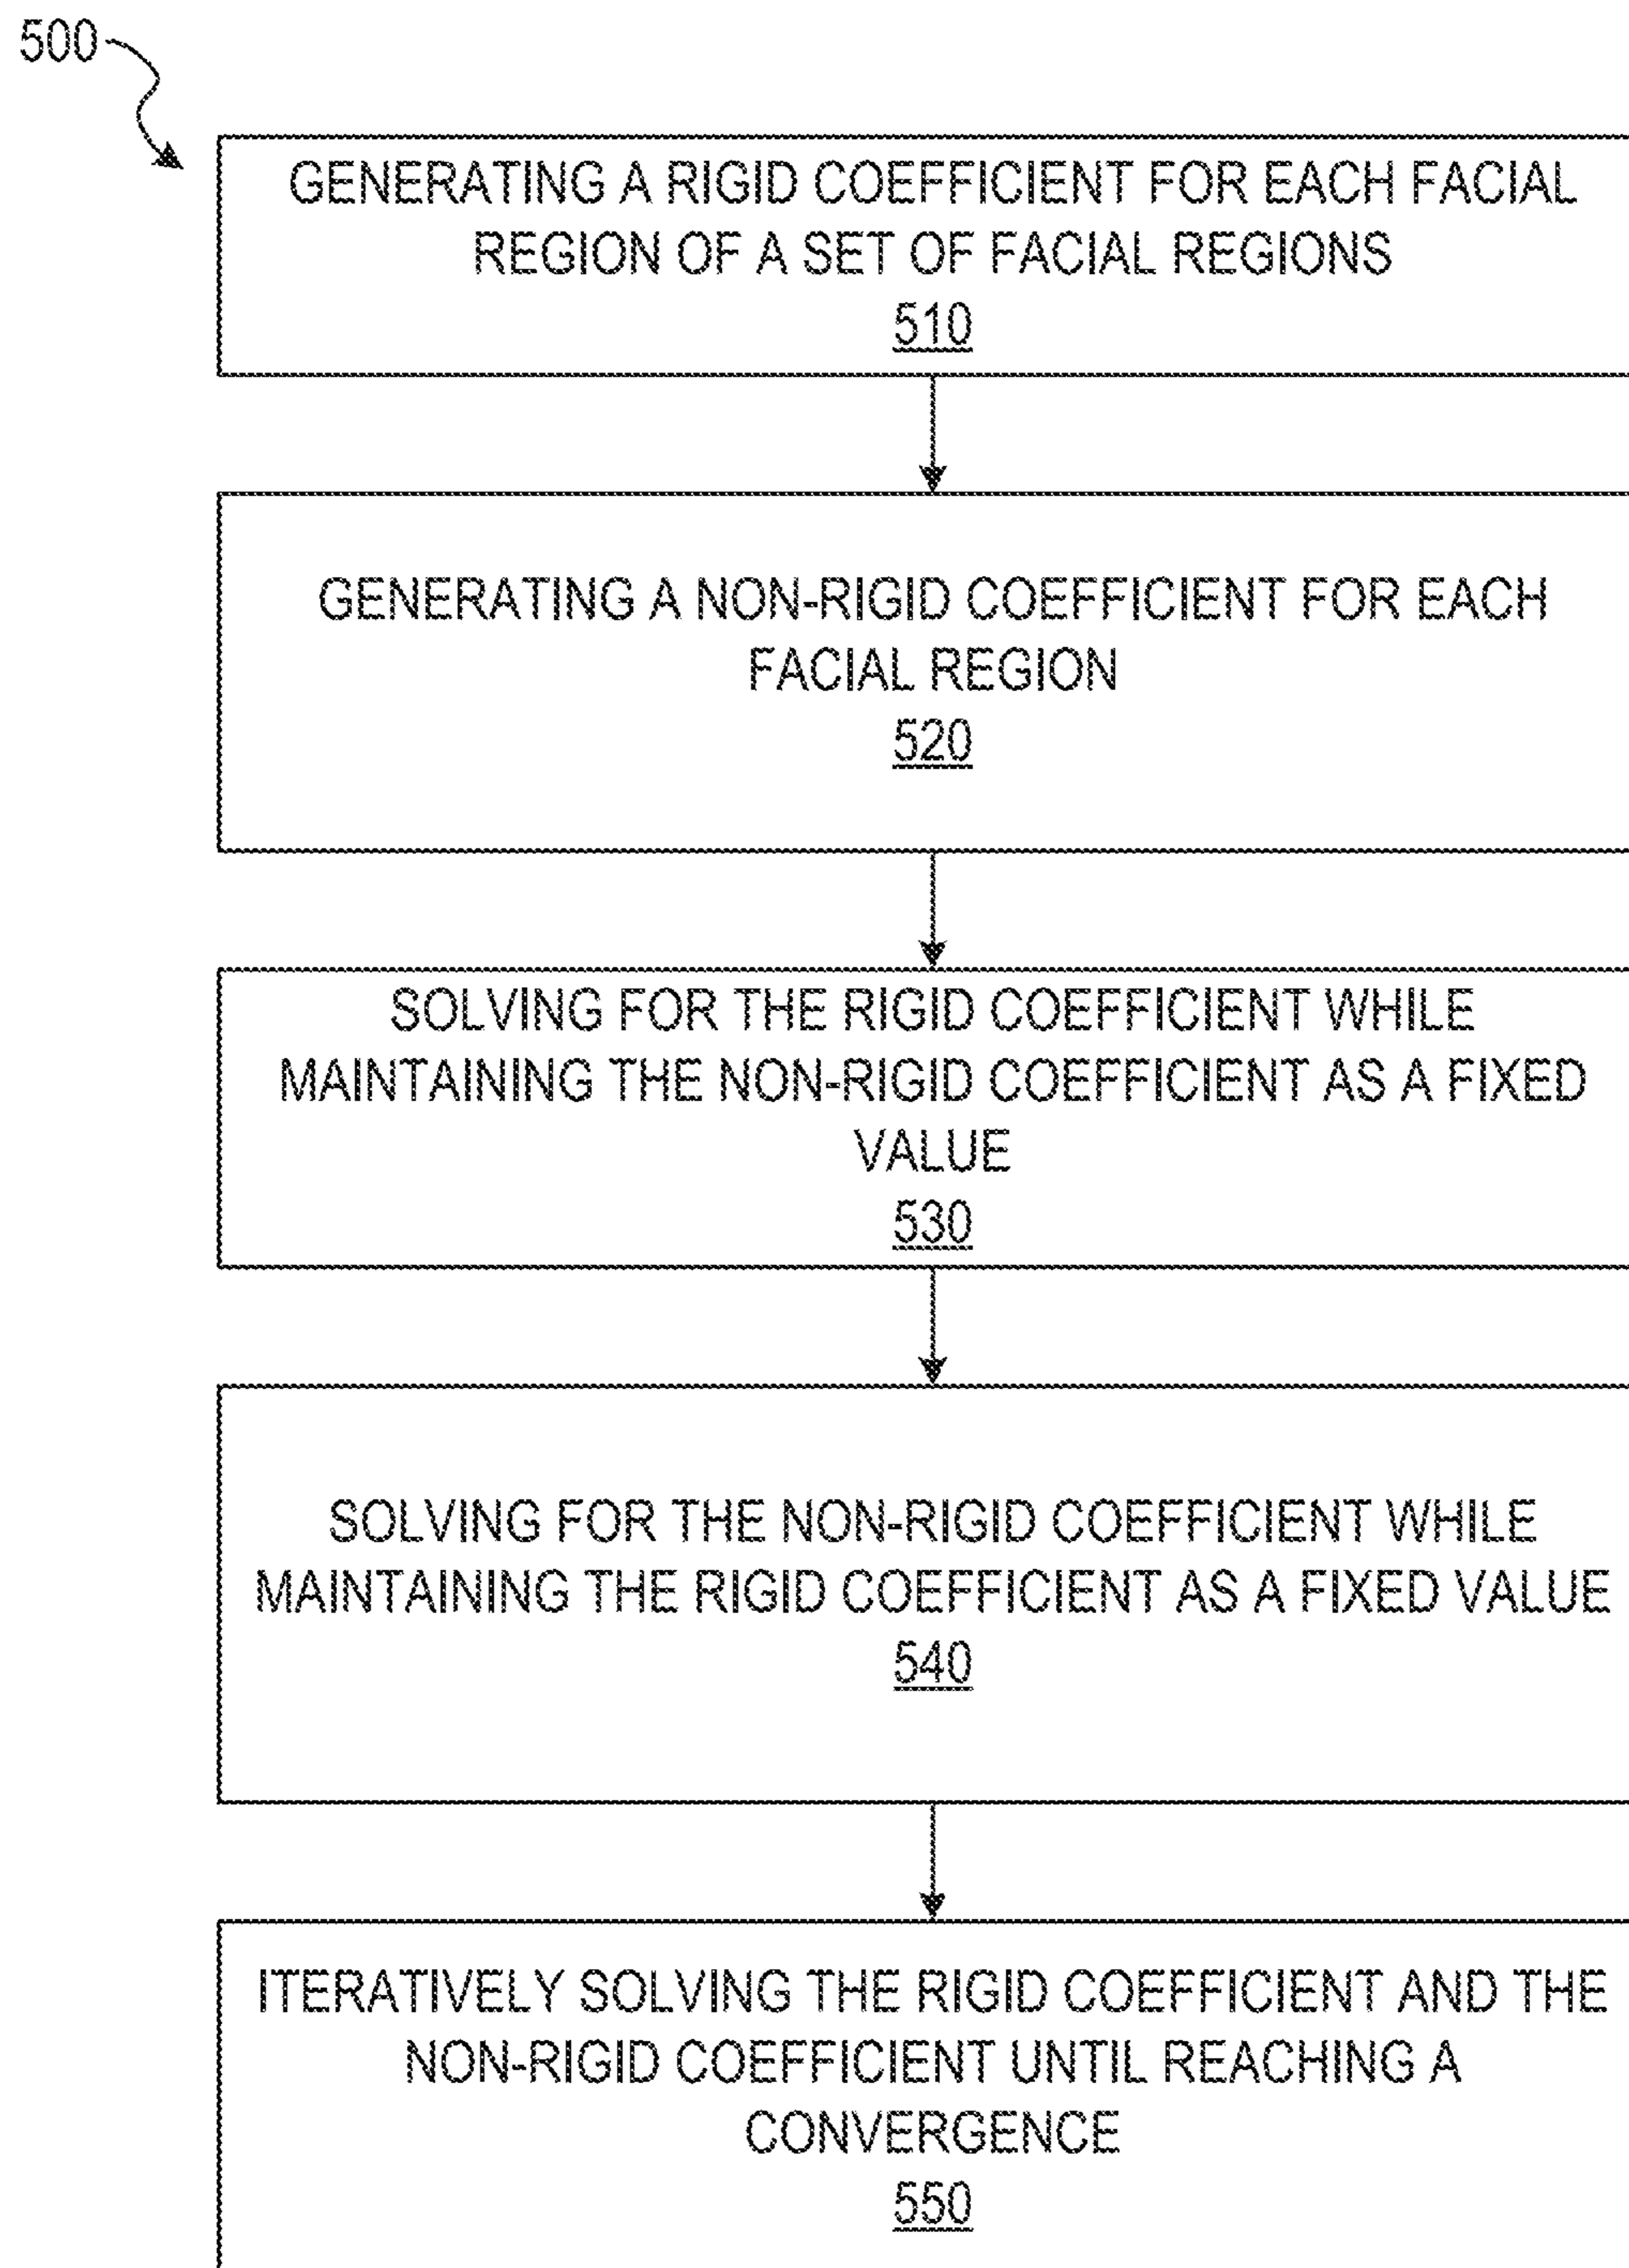 500
GENERATING A RIGID COEFFICIENT FOR EACH FACIAL
REGION OF A SET OF FACIAL REGIONS
510
GENERATING A NON-RIGID COEFFICIENT FOR EACH
FACIAL REGION
520
SOLVING FOR THE RIGID COEFFICIENT WHILE
MAINTAINING THE NON-RIGID COEFFICIENT AS A FIXED
VALUE
530
SOLVING FOR THE NON-RIGID COEFFICIENT WHILE
MAINTAINING THE RIGID COEFFICIENT AS A FIXED VALUE
540
ITERATIVELY SOLVING THE RIGID COEFFICIENT AND THE
NON-RIGID COEFFICIENT UNTIL REACHING A
CONVERGENCE
550